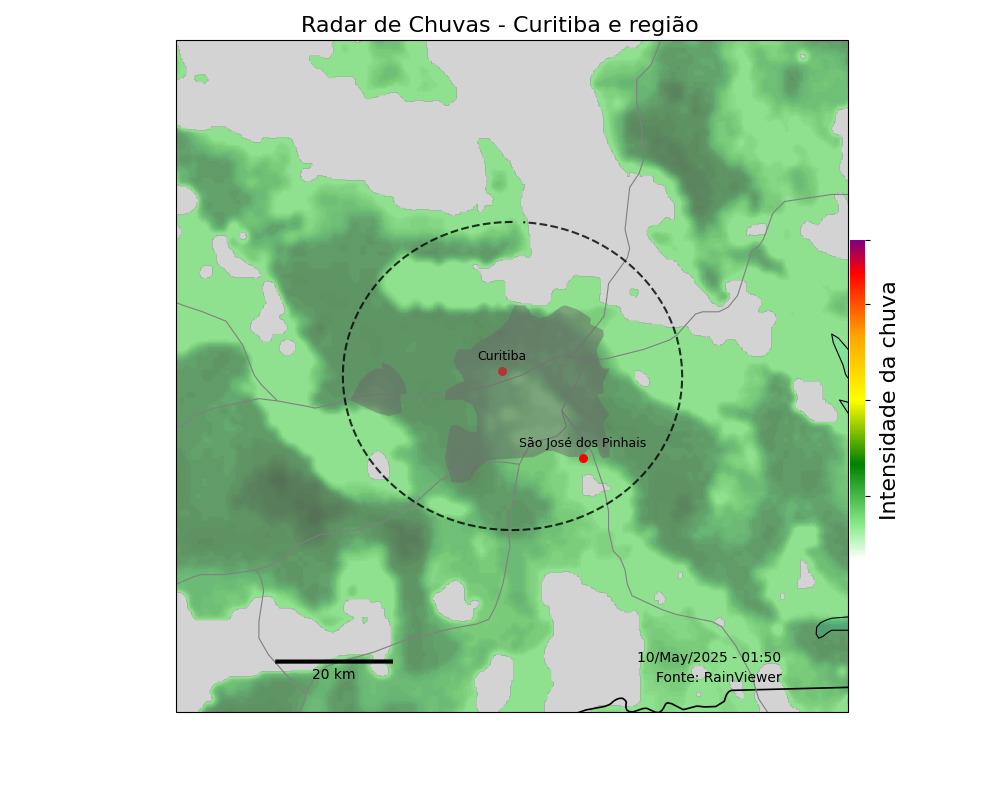 Radar de Chuvas - Curitiba e região
Curitiba
São José dos Pinhais
Intensidade da chuva
10/May/2025 - 01:50
Fonte: RainViewer
20 km